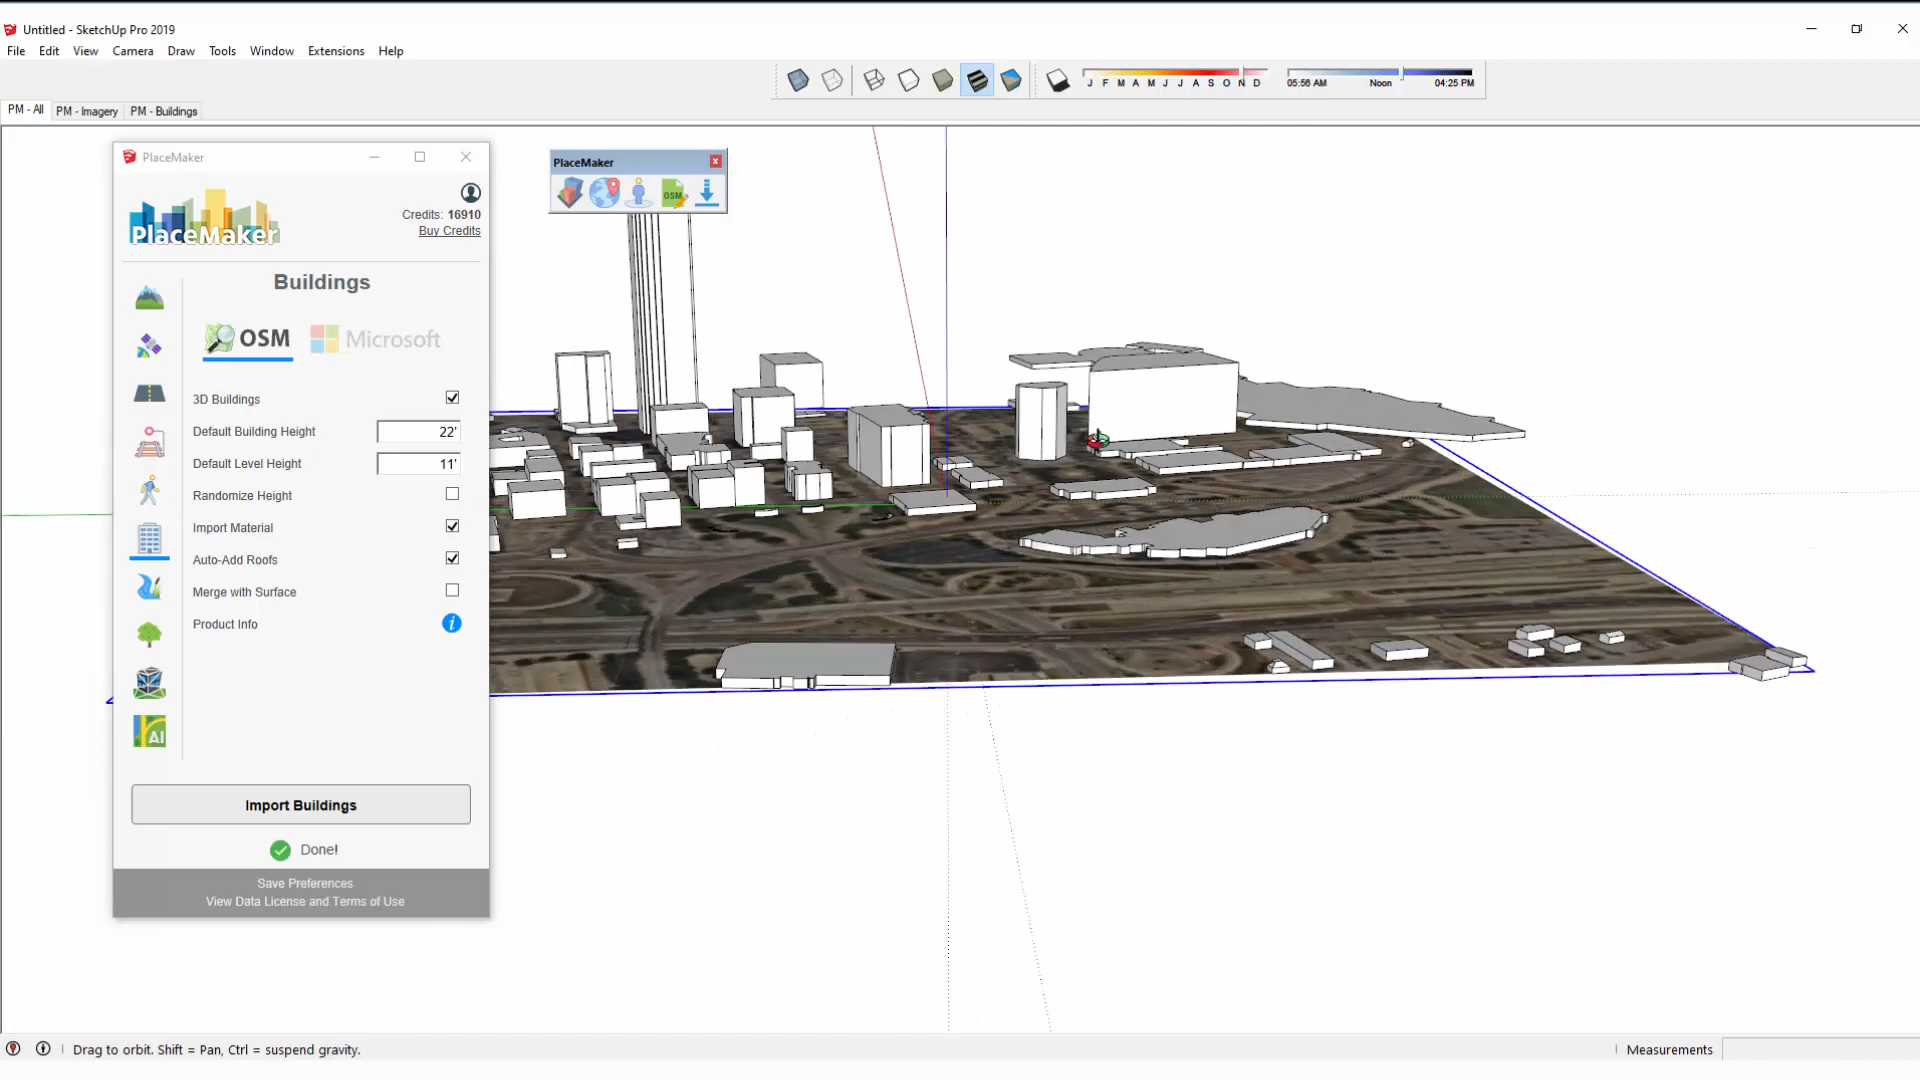 Untitled - SketchUp Pro 2019
File Edit View Camera Draw Tools Window Extensions Help
J F M A M J J A S O N D
05:56 AM Noon 04:25 PM
PM - All PM - Imagery PM - Buildings
PlaceMaker
PlaceMaker
Credits: 16910
Buy Credits
PlaceMaker
OSM
Buildings
OSM Microsoft
3D Buildings
Default Building Height 22'
Default Level Height 11'
Randomize Height
Import Material
Auto-Add Roofs
Merge with Surface
Product Info i
AI
Import Buildings
Done!
Save Preferences
View Data License and Terms of Use
Drag to orbit. Shift = Pan, Ctrl = suspend gravity.
Measurements